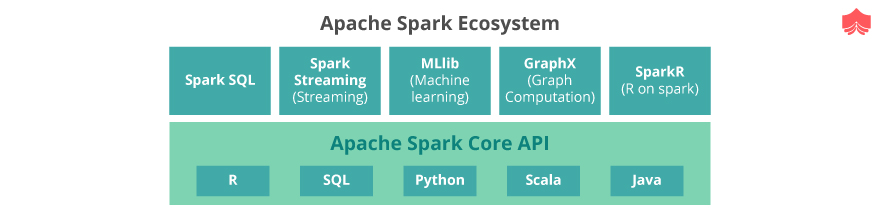 Apache Spark Ecosystem
Spark SQL
Spark
Streaming
(Streaming)
MLlib
(Machine
learning)
GraphX
(Graph
Computation)
SparkR
(R on spark)
Apache Spark Core API
R
SQL
Python
Scala
Java